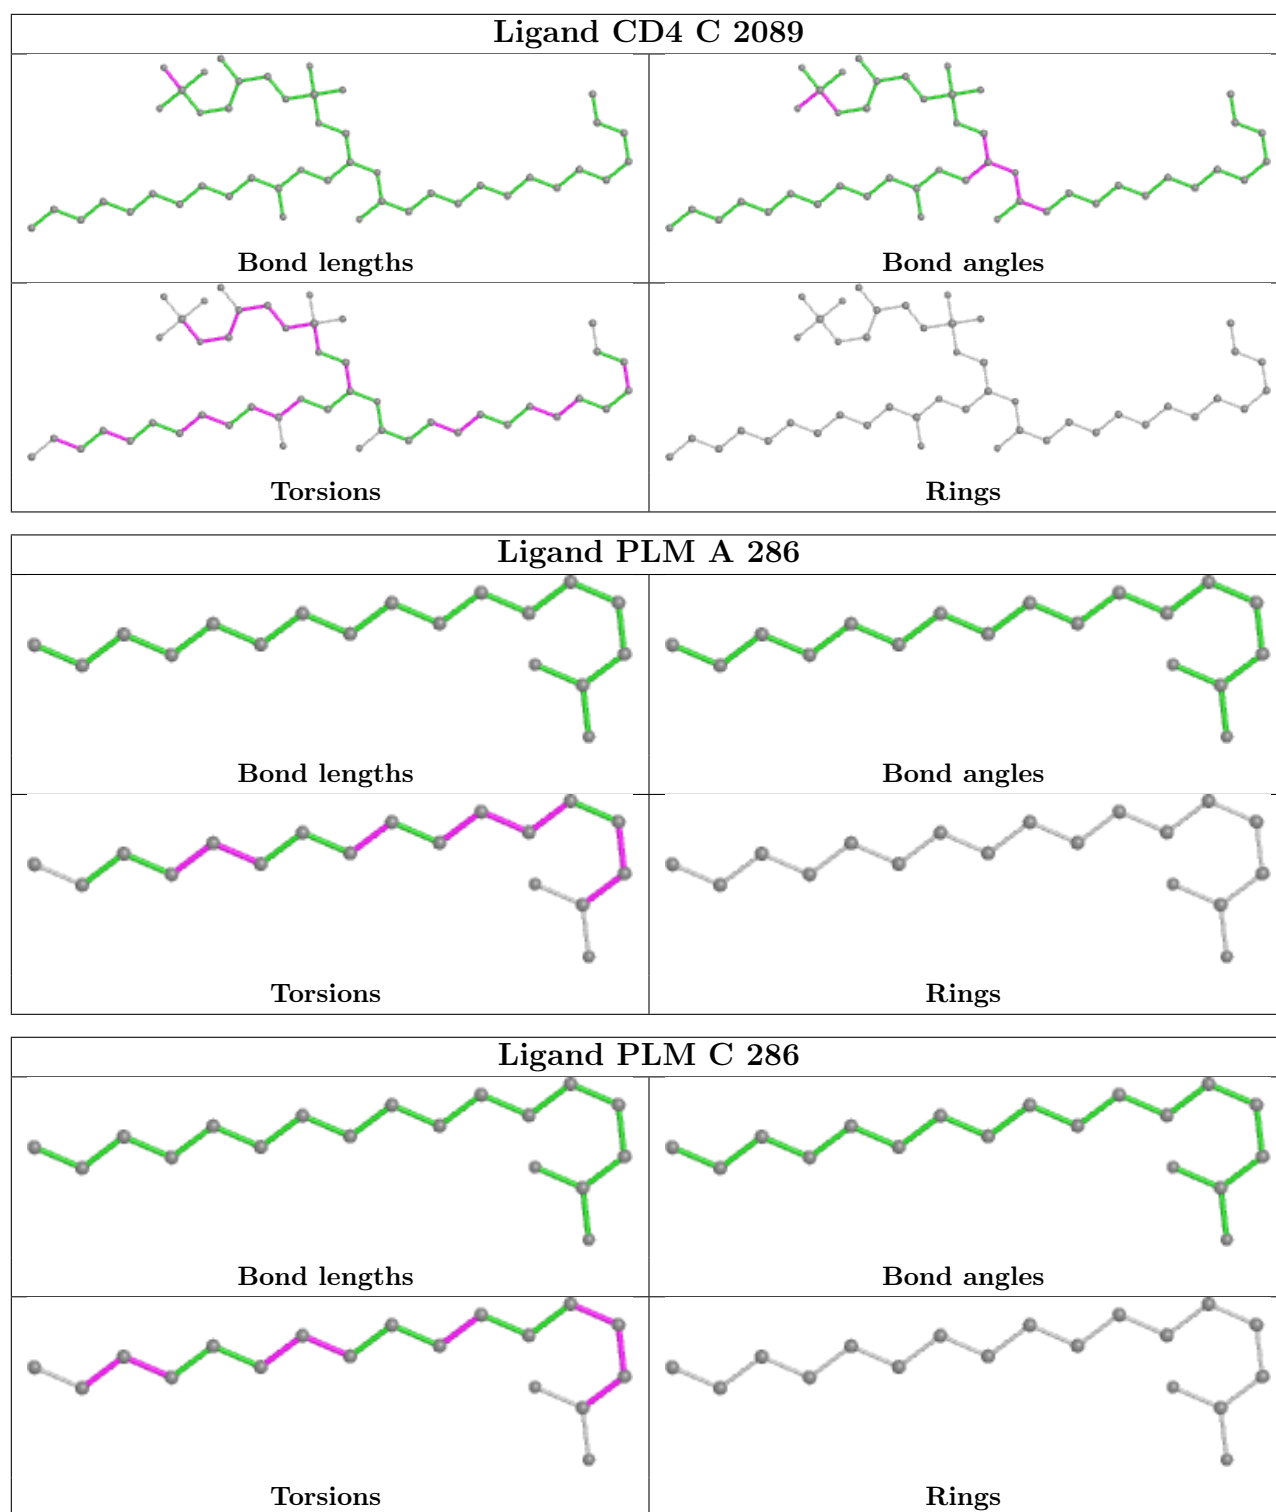 Ligand CD4 C 2089
Bond lengths
Bond angles
Torsions
Rings
Ligand PLM A 286
Bond lengths
Bond angles
Torsions
Rings
Ligand PLM C 286
Bond lengths
Bond angles
Torsions
Rings